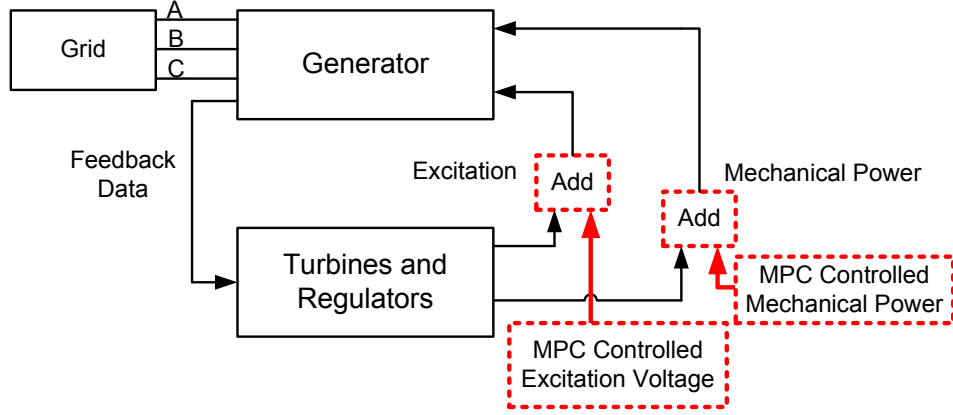 A
Grid
B
C
Generator
Feedback
Data
Excitation
Add
Mechanical Power
Add
Turbines and
Regulators
MPC Controlled
Mechanical Power
MPC Controlled
Excitation Voltage